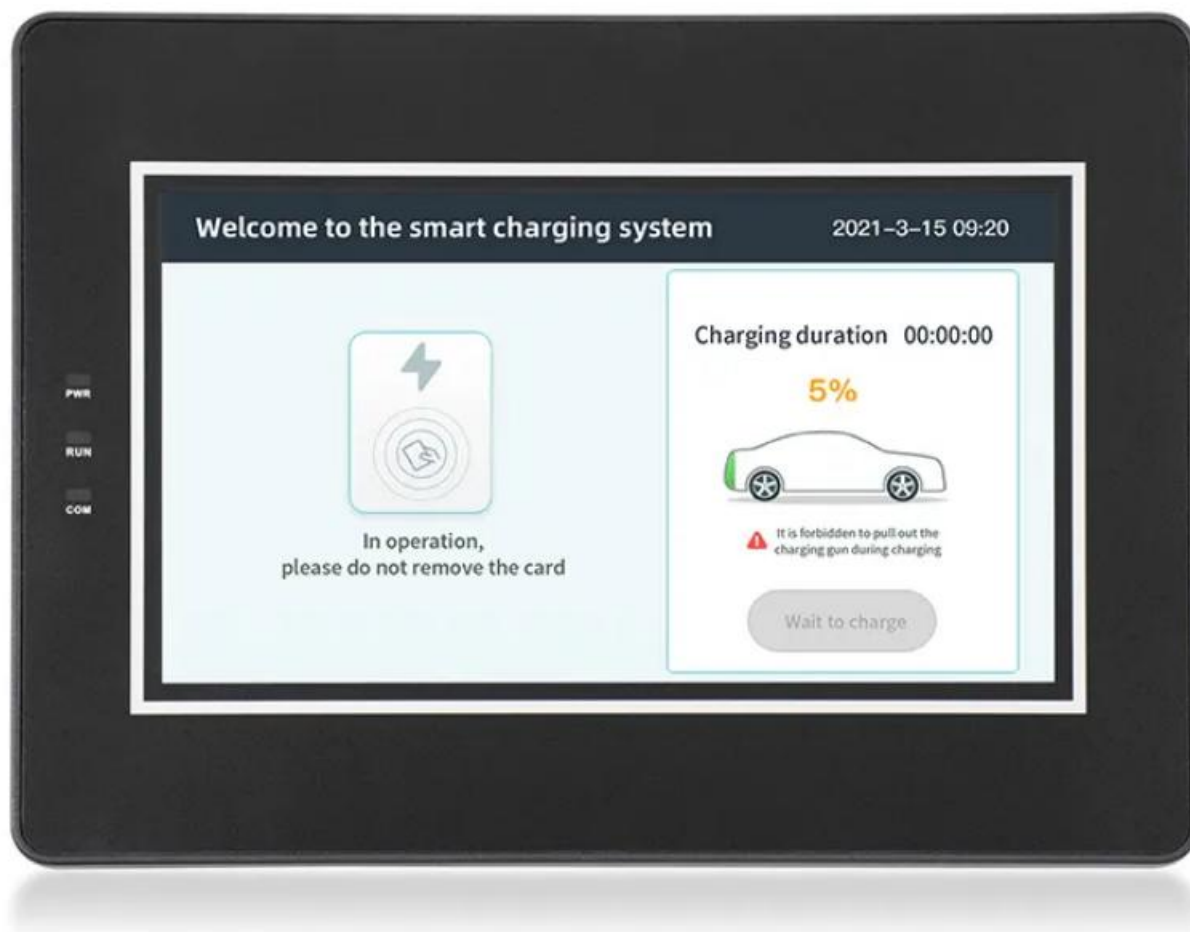 Welcome to the smart charging system
2021-3-15 09:20
PWR
RUN
COM
In operation,
please do not remove the card
Charging duration 00:00:00
5%
It is forbidden to pull out the
charging gun during charging
Wait to charge